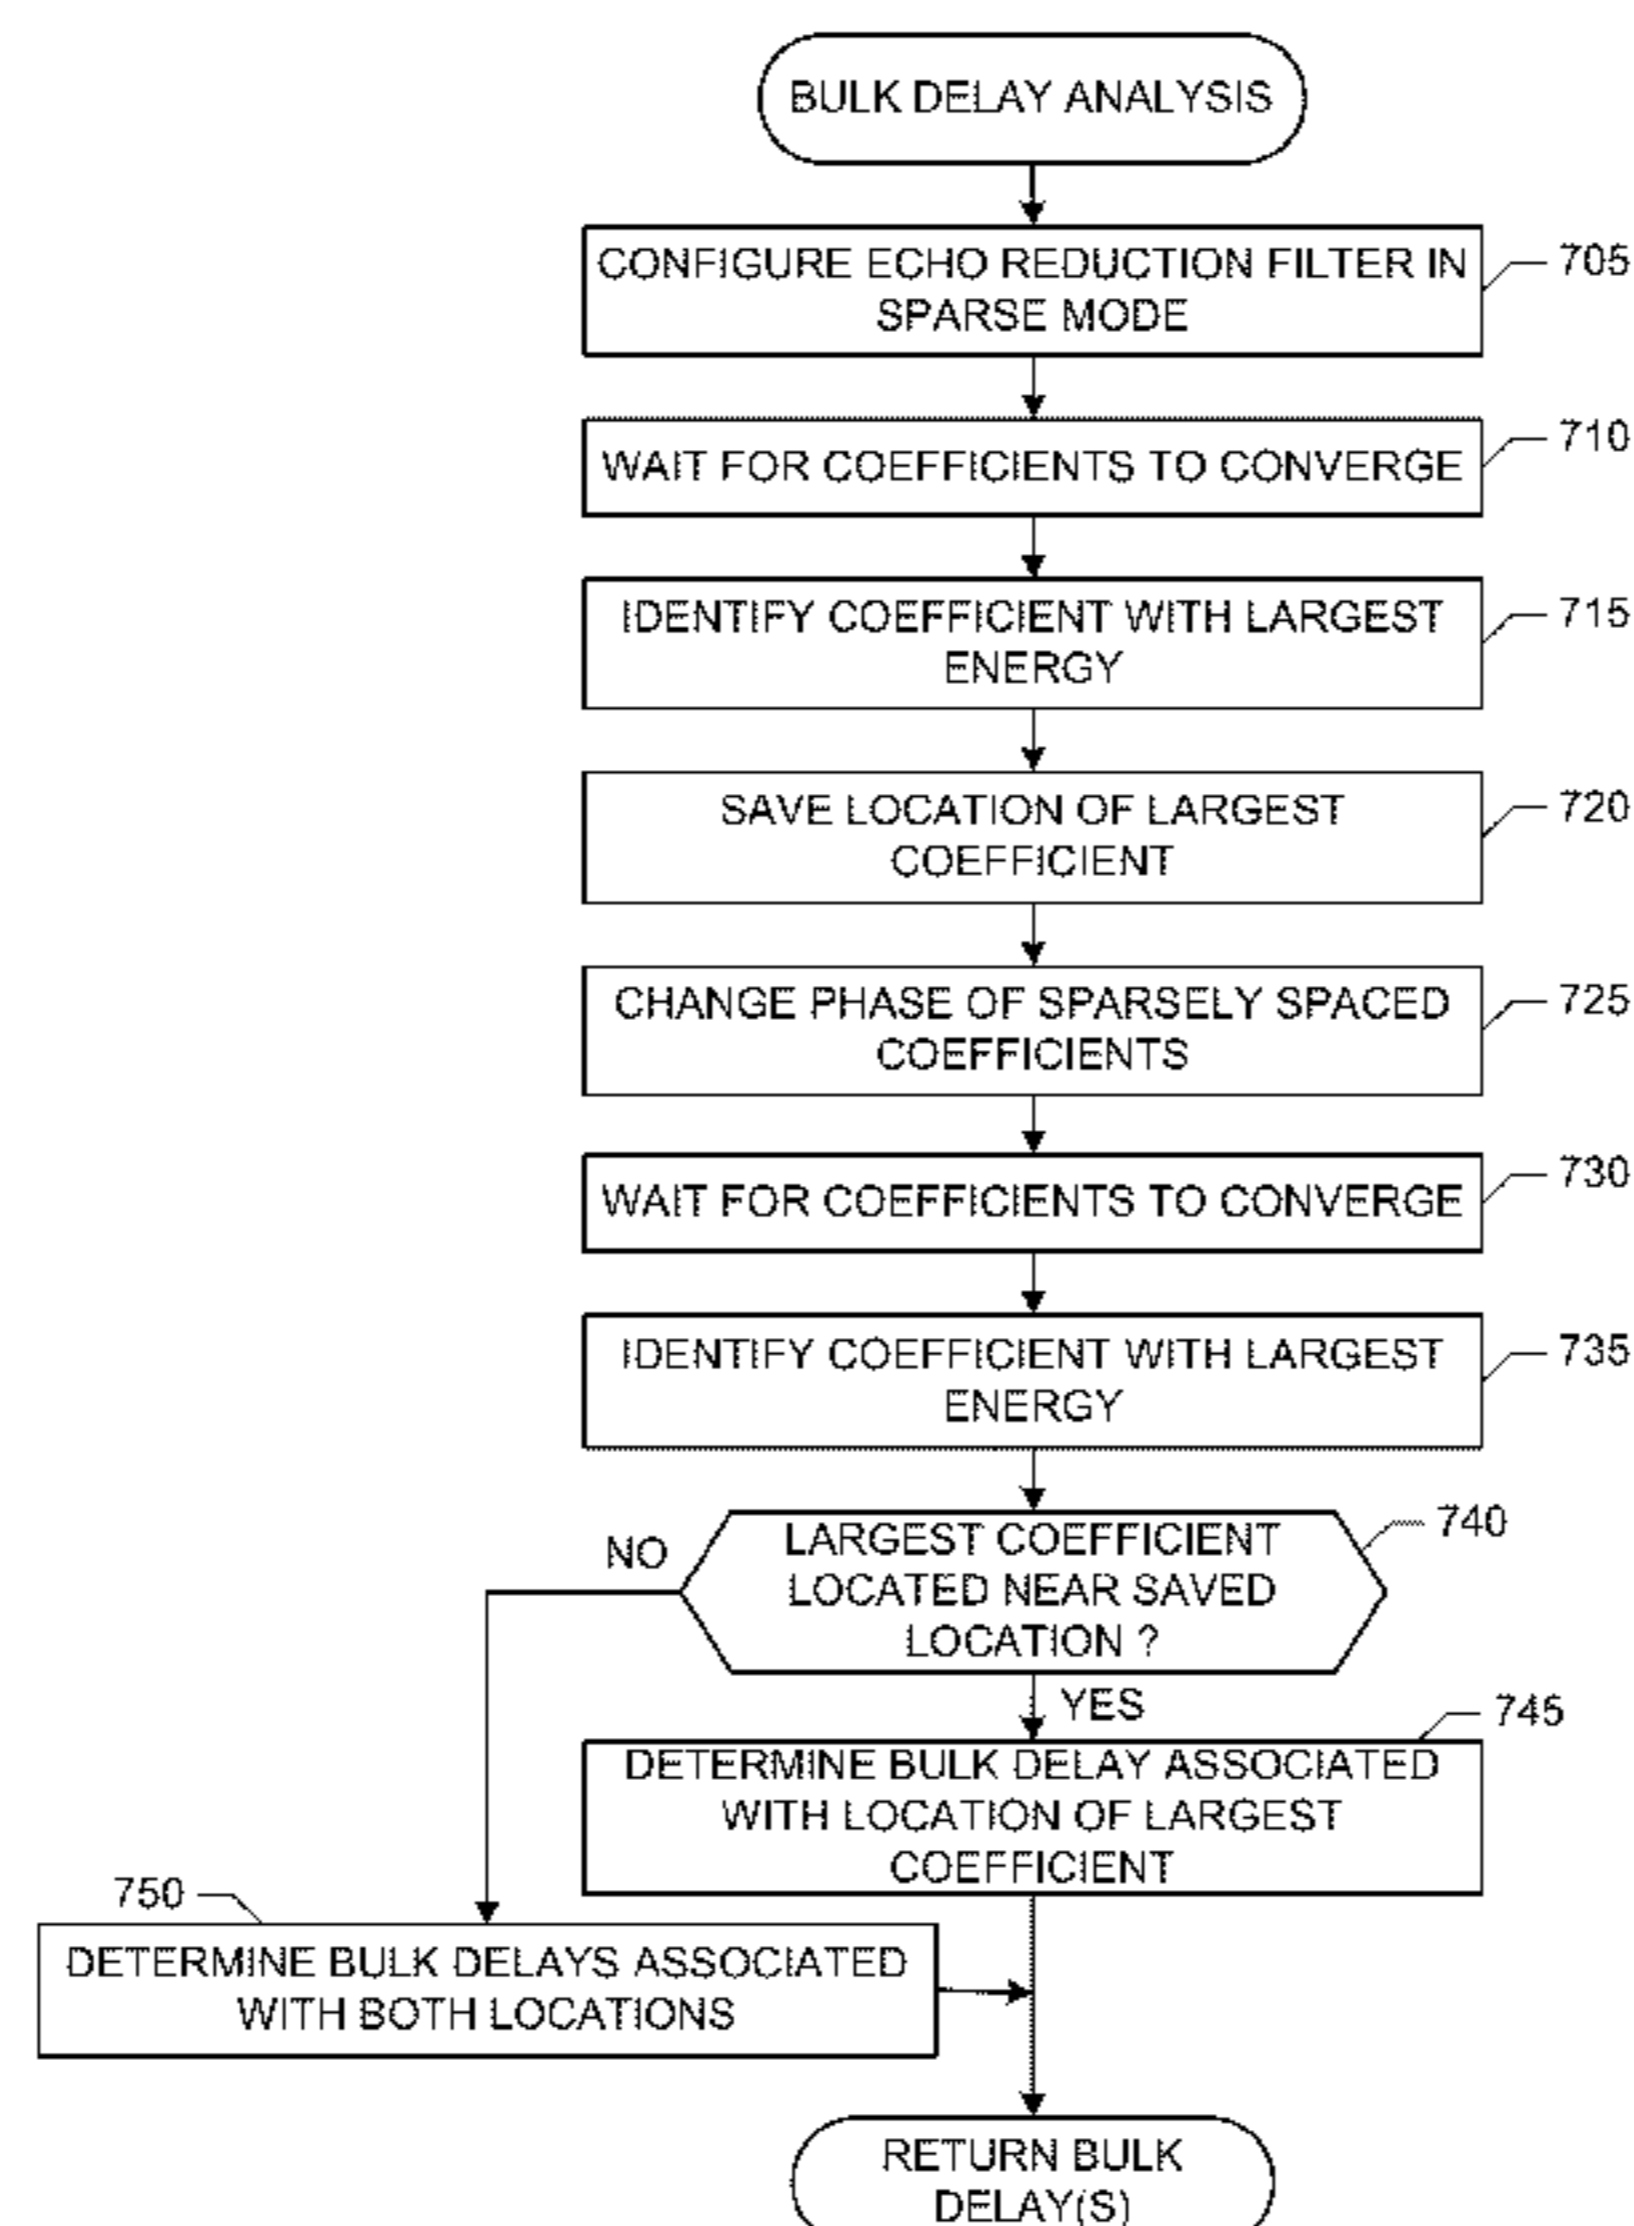 BULK DELAY ANALYSIS
CONFIGURE ECHO REDUCTION FILTER IN
SPARSE MODE
705
WAIT FOR COEFFICIENTS TO CONVERGE
710
IDENTIFY COEFFICIENT WITH LARGEST
ENERGY
715
SAVE LOCATION OF LARGEST
COEFFICIENT
720
CHANGE PHASE OF SPARSELY SPACED
COEFFICIENTS
725
WAIT FOR COEFFICIENTS TO CONVERGE
730
IDENTIFY COEFFICIENT WITH LARGEST
ENERGY
735
LARGEST COEFFICIENT
LOCATED NEAR SAVED
LOCATION ?
740
NO
YES
745
DETERMINE BULK DELAY ASSOCIATED
WITH LOCATION OF LARGEST
COEFFICIENT
750
DETERMINE BULK DELAYS ASSOCIATED
WITH BOTH LOCATIONS
RETURN BULK
DELAY(S)